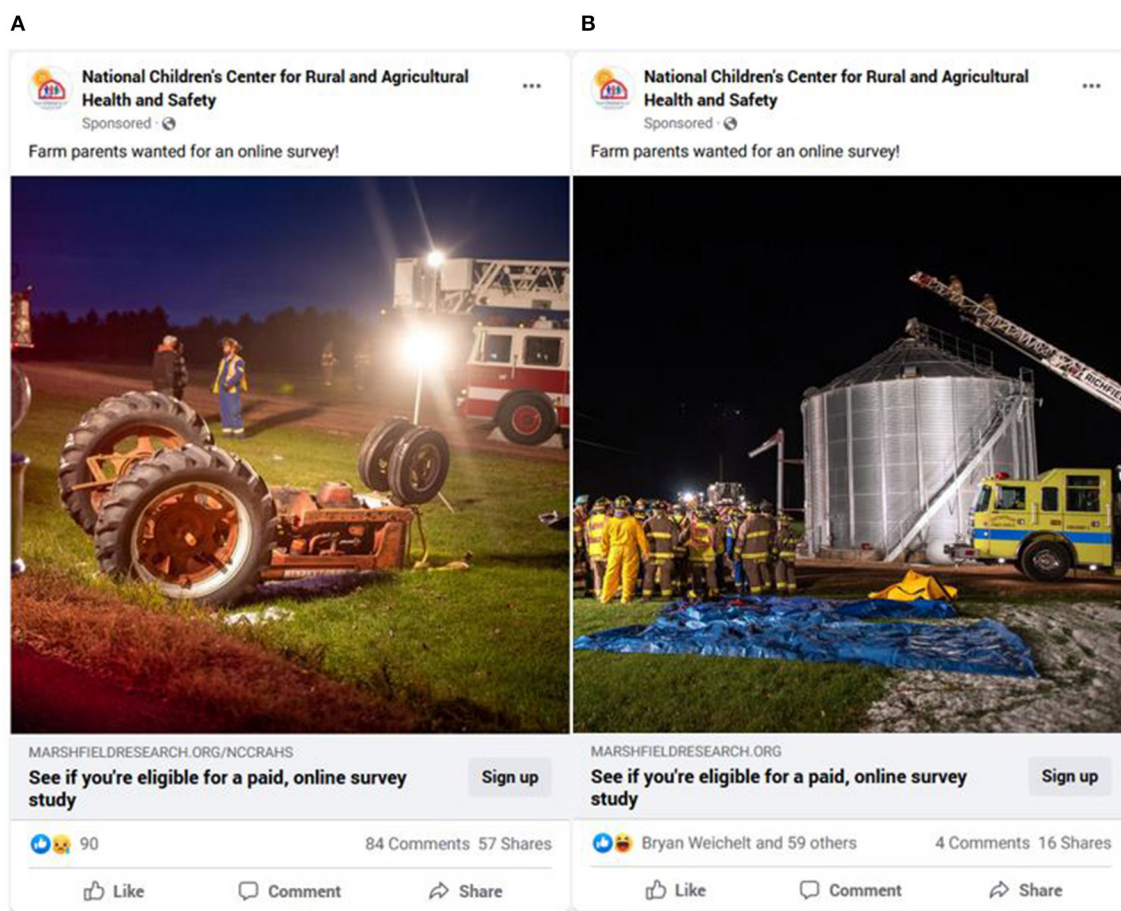 A
National Children's Center for Rural and Agricultural
Health and Safety
Sponsored ·
Farm parents wanted for an online survey!
MARSHFIELDRESEARCH.ORG/NCCRAHS
See if you're eligible for a paid, online survey
study
Sign up
90
84 Comments 57 Shares
Like
Comment
Share
B
National Children's Center for Rural and Agricultural
Health and Safety
Sponsored ·
Farm parents wanted for an online survey!
MARSHFIELDRESEARCH.ORG
See if you're eligible for a paid, online survey
study
Sign up
Bryan Weichelt and 59 others
4 Comments 16 Shares
Like
Comment
Share